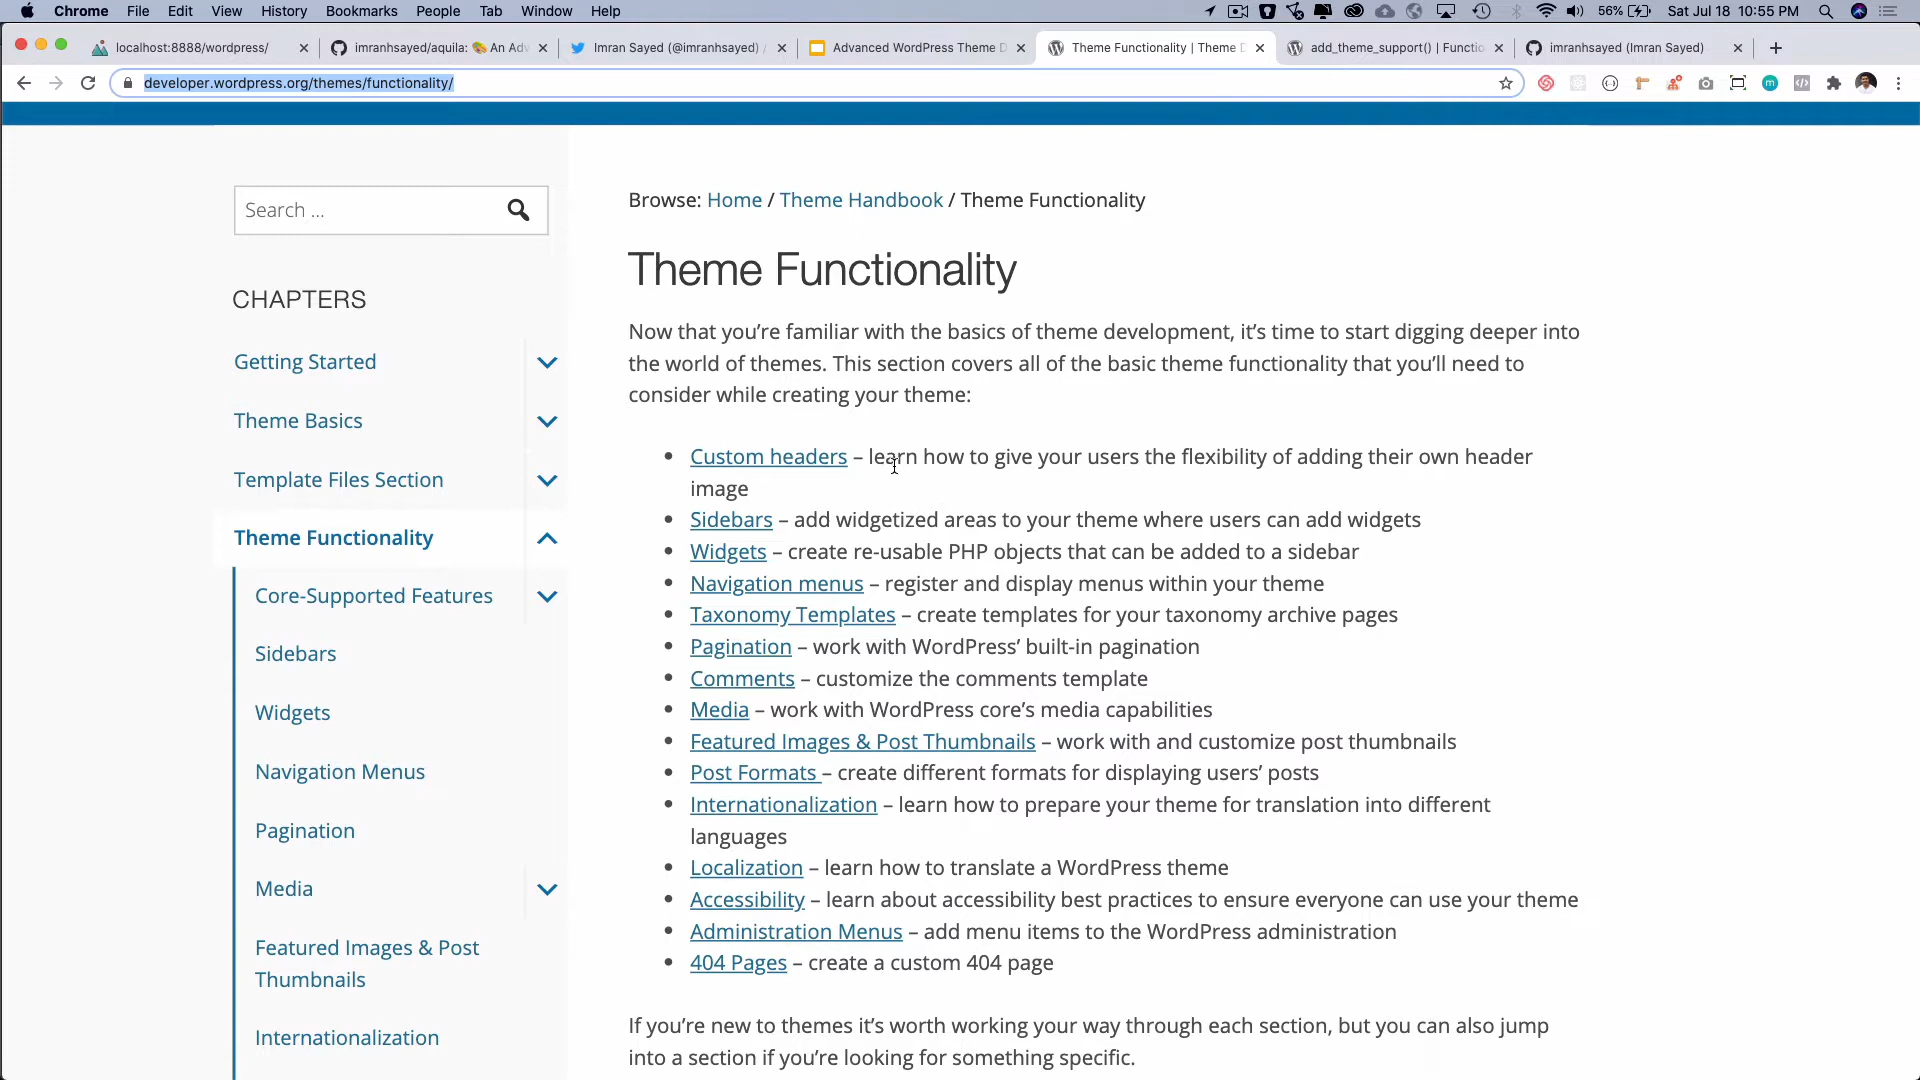 Chrome File Edit View History Bookmarks People Tab Window Help 56% Sat Jul 18 10:55 PM
localhost:8888/wordpress/ imranhsayed/aquila: 🎨 An Adv Imran Sayed (@imranhsayed) / Advanced WordPress Theme D Theme Functionality | Theme D add_theme_support() | Functio imranhsayed (Imran Sayed)
developer.wordpress.org/themes/functionality/
Search ...
CHAPTERS
Getting Started
Theme Basics
Template Files Section
Theme Functionality
Core-Supported Features
Sidebars
Widgets
Navigation Menus
Pagination
Media
Featured Images & Post
Thumbnails
Internationalization
Browse: Home / Theme Handbook / Theme Functionality
Theme Functionality
Now that you’re familiar with the basics of theme development, it’s time to start digging deeper into
the world of themes. This section covers all of the basic theme functionality that you’ll need to
consider while creating your theme:
• Custom headers – learn how to give your users the flexibility of adding their own header
image
• Sidebars – add widgetized areas to your theme where users can add widgets
• Widgets – create re-usable PHP objects that can be added to a sidebar
• Navigation menus – register and display menus within your theme
• Taxonomy Templates – create templates for your taxonomy archive pages
• Pagination – work with WordPress’ built-in pagination
• Comments – customize the comments template
• Media – work with WordPress core’s media capabilities
• Featured Images & Post Thumbnails – work with and customize post thumbnails
• Post Formats – create different formats for displaying users’ posts
• Internationalization – learn how to prepare your theme for translation into different
languages
• Localization – learn how to translate a WordPress theme
• Accessibility – learn about accessibility best practices to ensure everyone can use your theme
• Administration Menus – add menu items to the WordPress administration
• 404 Pages – create a custom 404 page
If you’re new to themes it’s worth working your way through each section, but you can also jump
into a section if you’re looking for something specific.